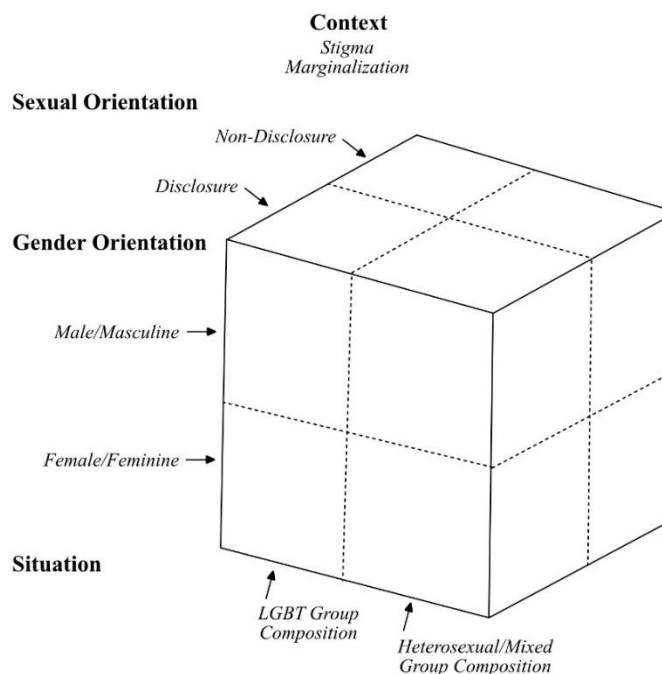 Context
Stigma
Marginalization
Sexual Orientation
Non-Disclosure
Disclosure
Gender Orientation
Male/Masculine
Female/Feminine
Situation
LGBT Group
Composition
Heterosexual/Mixed
Group Composition